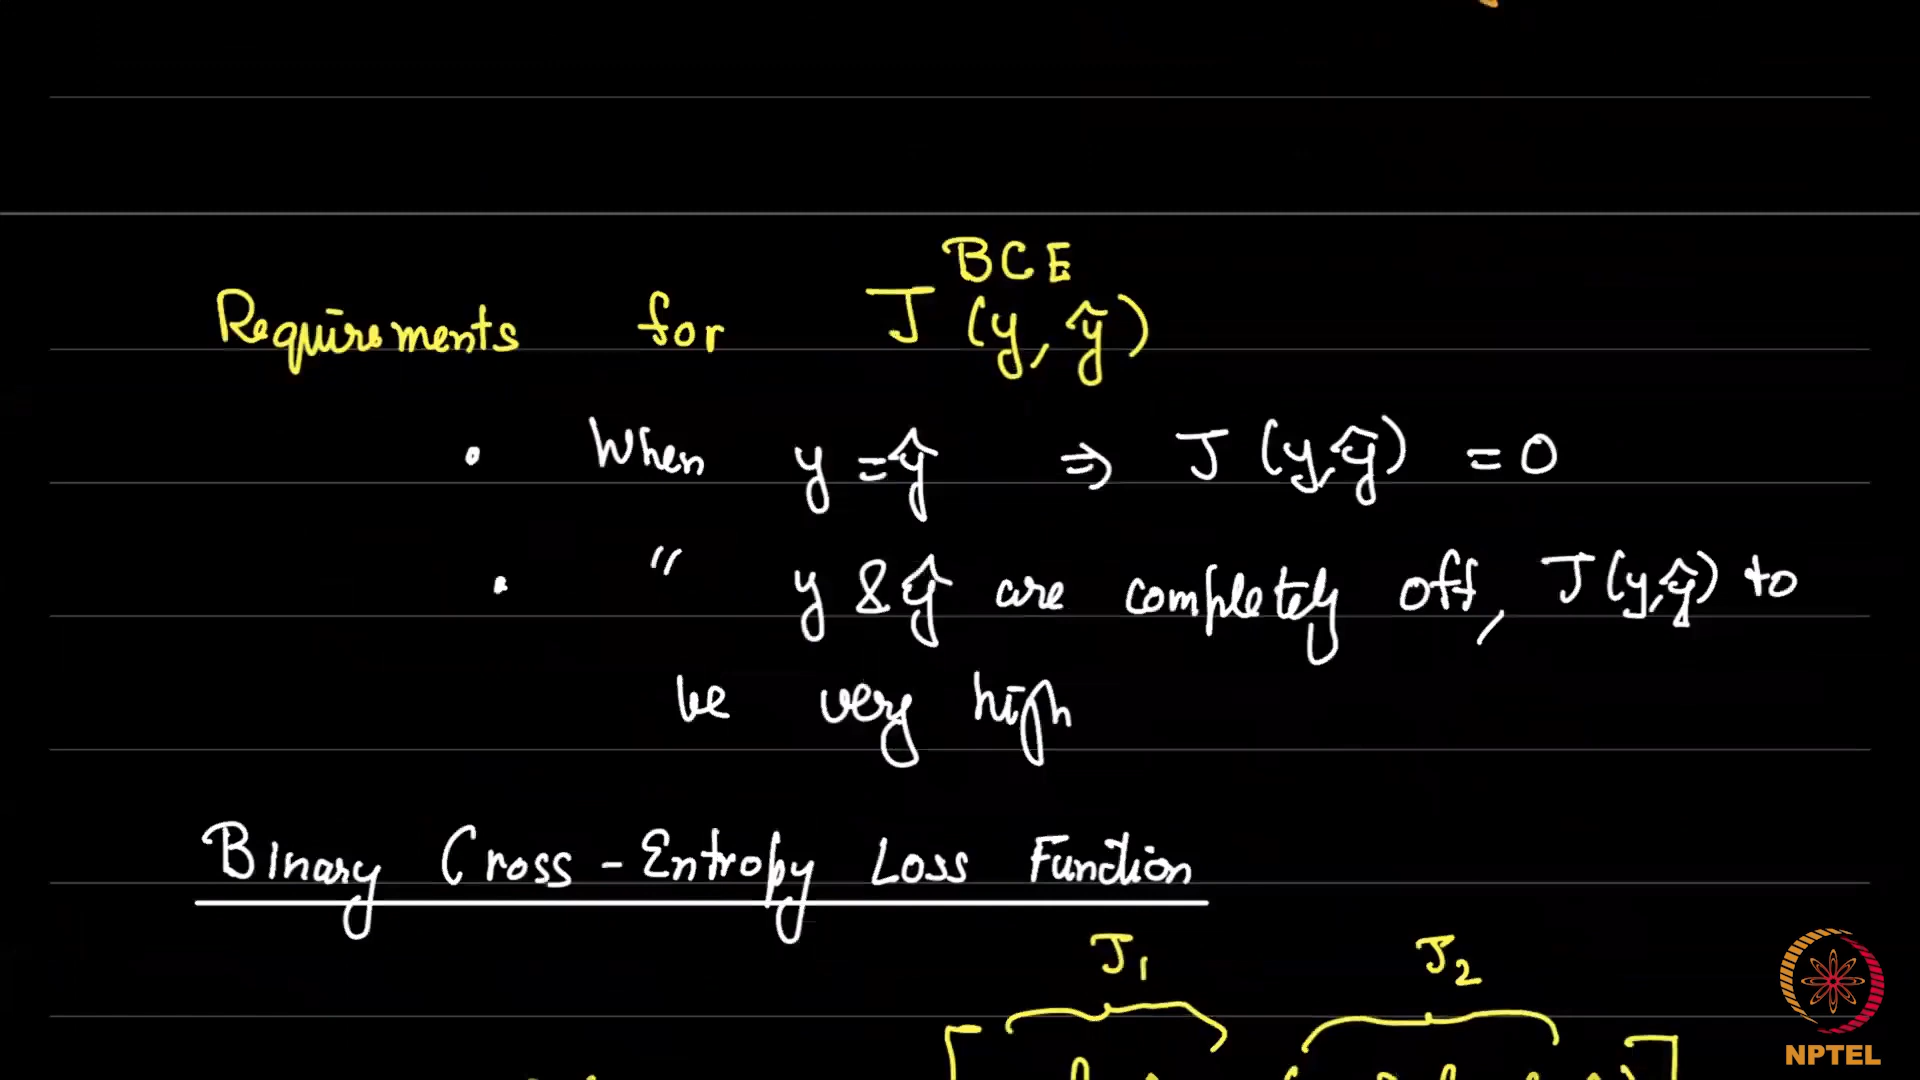 BCE
Requirements for J (y, ŷ)
• When y = ŷ ⇒ J (y, ŷ) = 0
• " y & ŷ are completely off, J (y, ŷ) to
be very high
Binary Cross-Entropy Loss Function
J₁ J₂
NPTEL